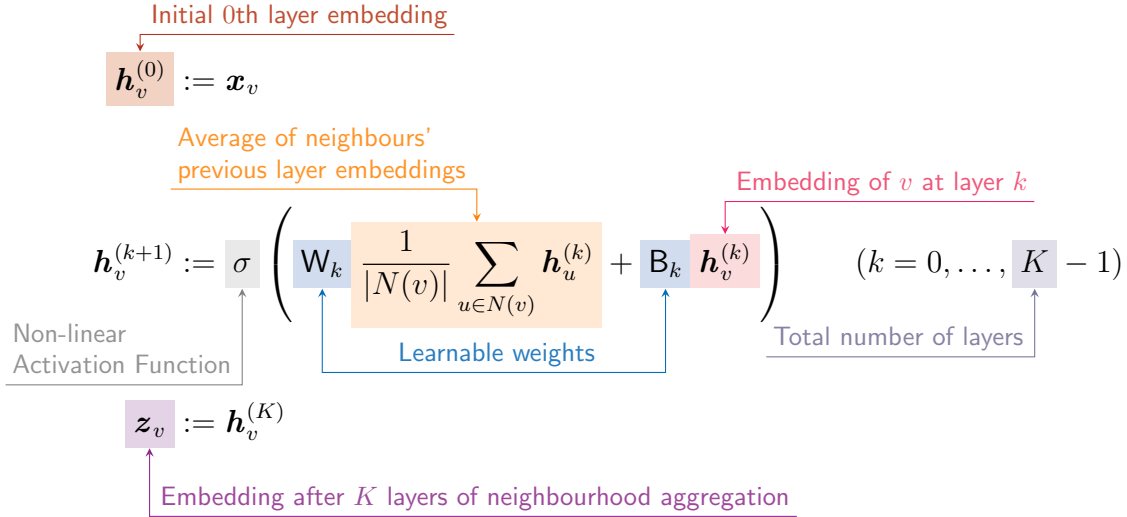 Initial 0th layer embedding
h_v^{(0)} := x_v
Average of neighbours'
previous layer embeddings
Embedding of v at layer k
h_v^{(k+1)} := σ ( W_k \frac{1}{|N(v)|} \sum_{u∈N(v)} h_u^{(k)} + B_k h_v^{(k)} ) (k = 0, …, K − 1)
Non-linear
Activation Function
Learnable weights
Total number of layers
z_v := h_v^{(K)}
Embedding after K layers of neighbourhood aggregation